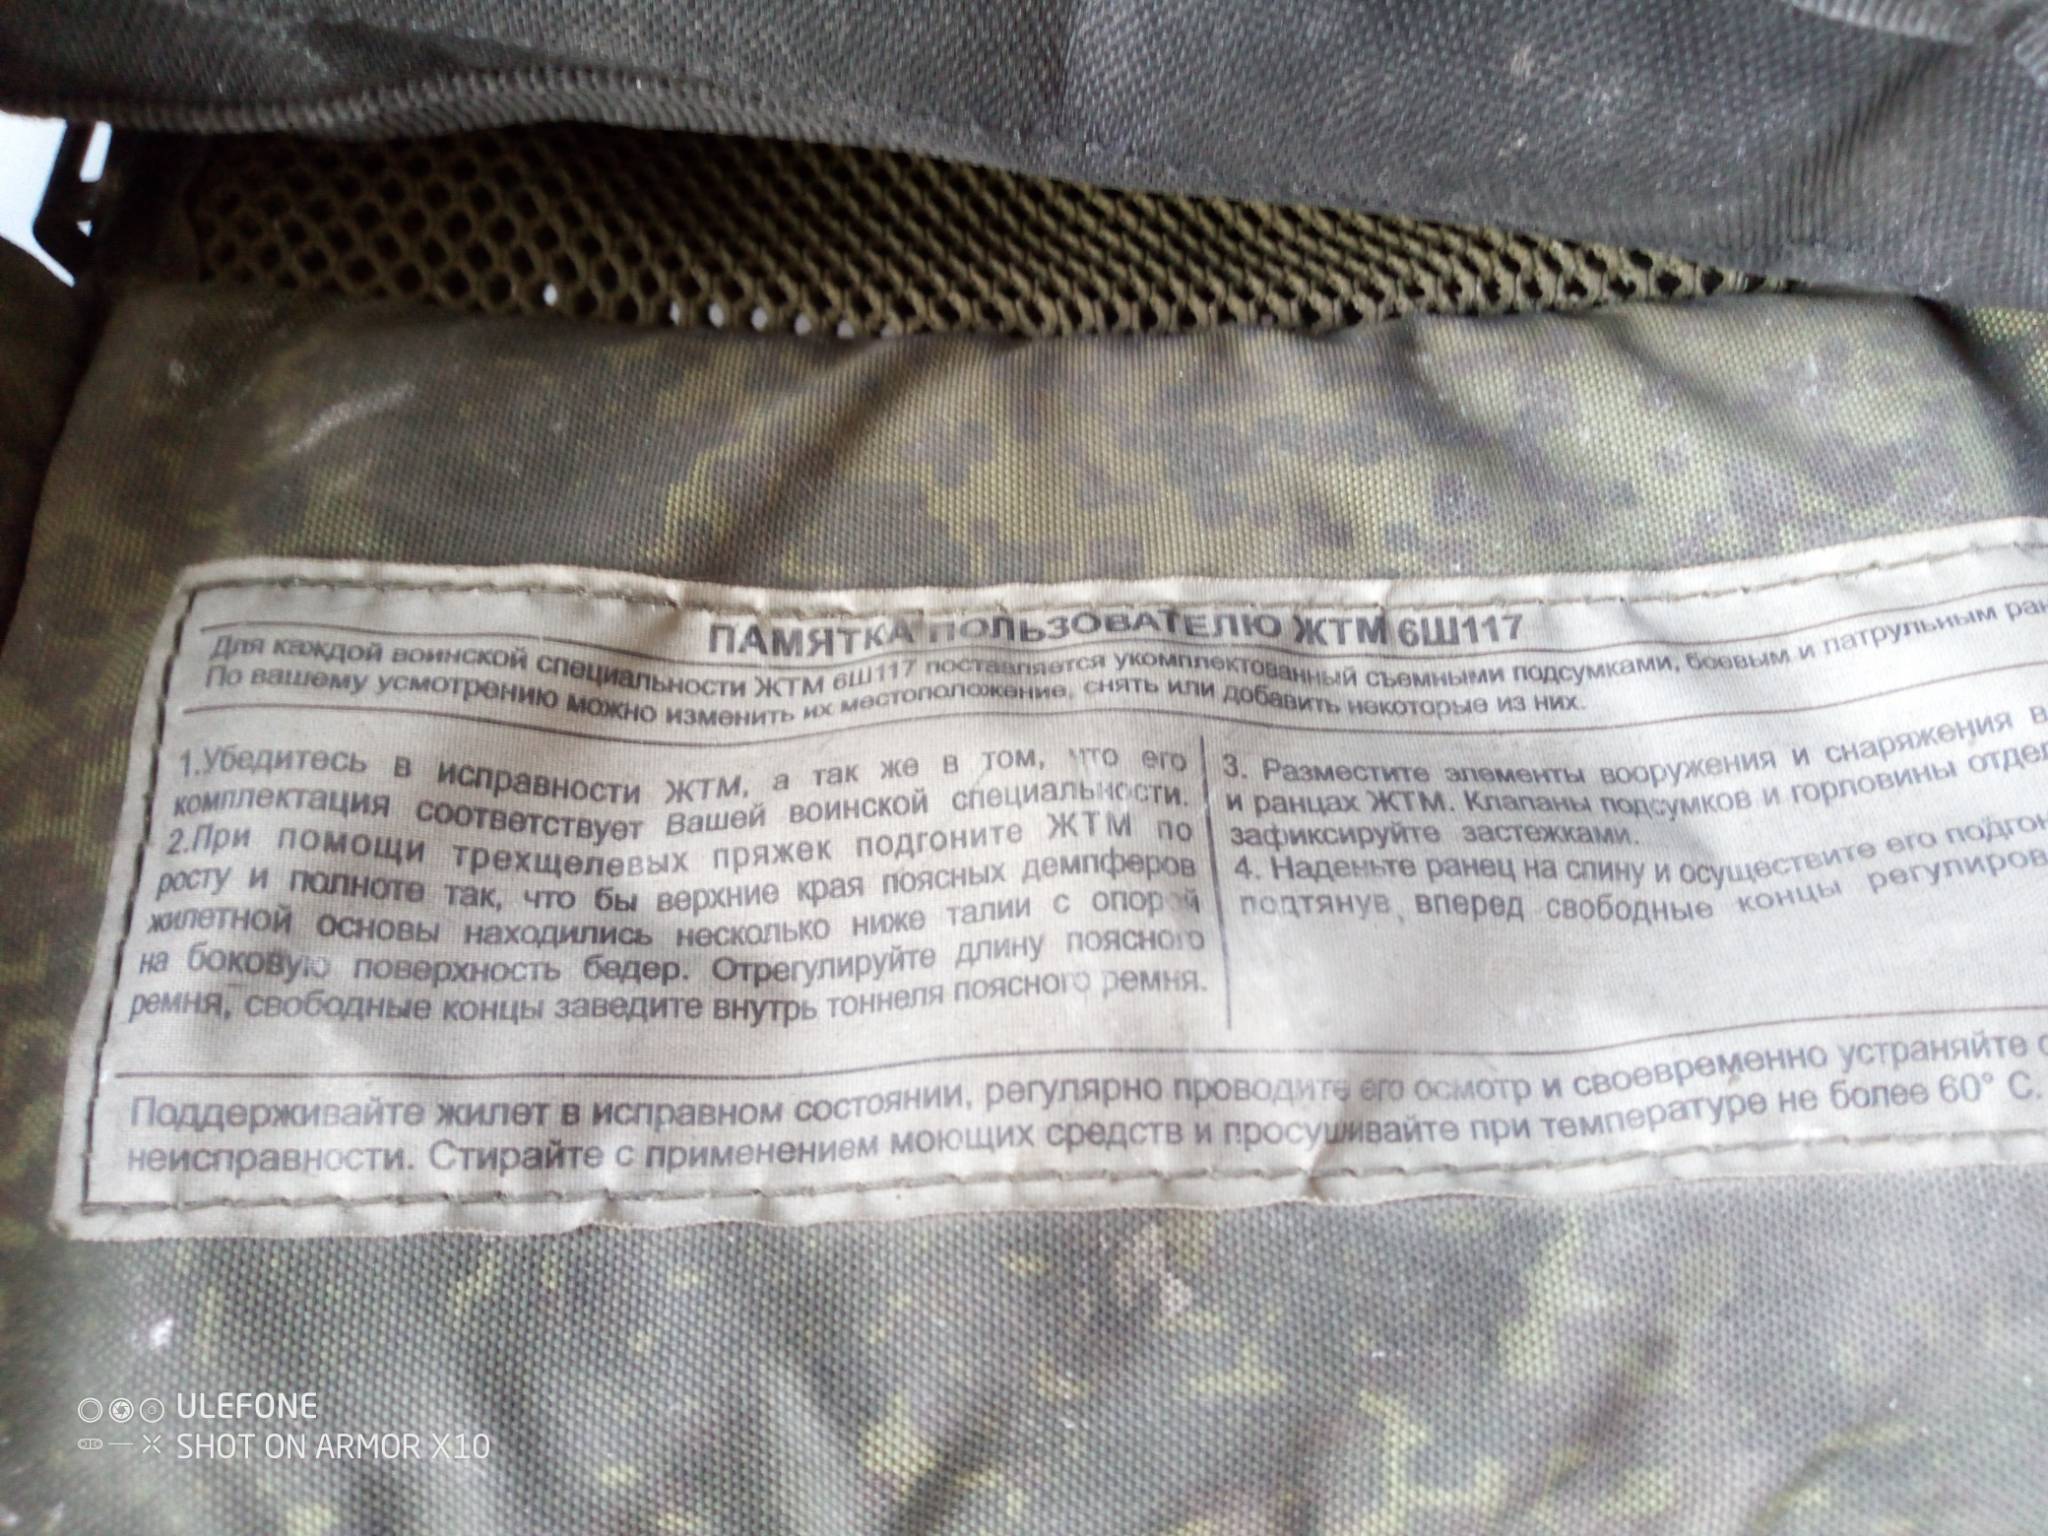 ПАМЯТКА ПОЛЬЗОВАТЕЛЮ ЖТМ 6Ш117
Для каждой воинской специальности ЖТМ 6Ш117 поставляется укомплектованный съемными подсумками, боевым и патрульным
По вашему усмотрению можно изменить их местоположение, снять или добавить некоторые из них.
1.Убедитесь в исправности ЖТМ, а так же в том, что его
комплектация соответствует Вашей воинской специальности.
2.При помощи трехщелевых пряжек подгоните ЖТМ по
росту и полноте так, что бы верхние края поясных демпферов
жилетной основы находились несколько ниже талии с опорой
на боковую поверхность бедер. Отрегулируйте длину поясного
ремня, свободные концы заведите внутрь тоннеля поясного ремня.
3. Разместите элементы вооружения и снаряжения
и ранцах ЖТМ. Клапаны подсумков и горловины
зафиксируйте застежками.
4. Наденьте ранец на спину и осуществите его
подтянув вперед свободные концы
Поддерживайте жилет в исправном состоянии, регулярно проводите его осмотр и своевременно устраняйте
неисправности. Стирайте с применением моющих средств и просушивайте при температуре не более 60° С.
ULEFONE
SHOT ON ARMOR X10